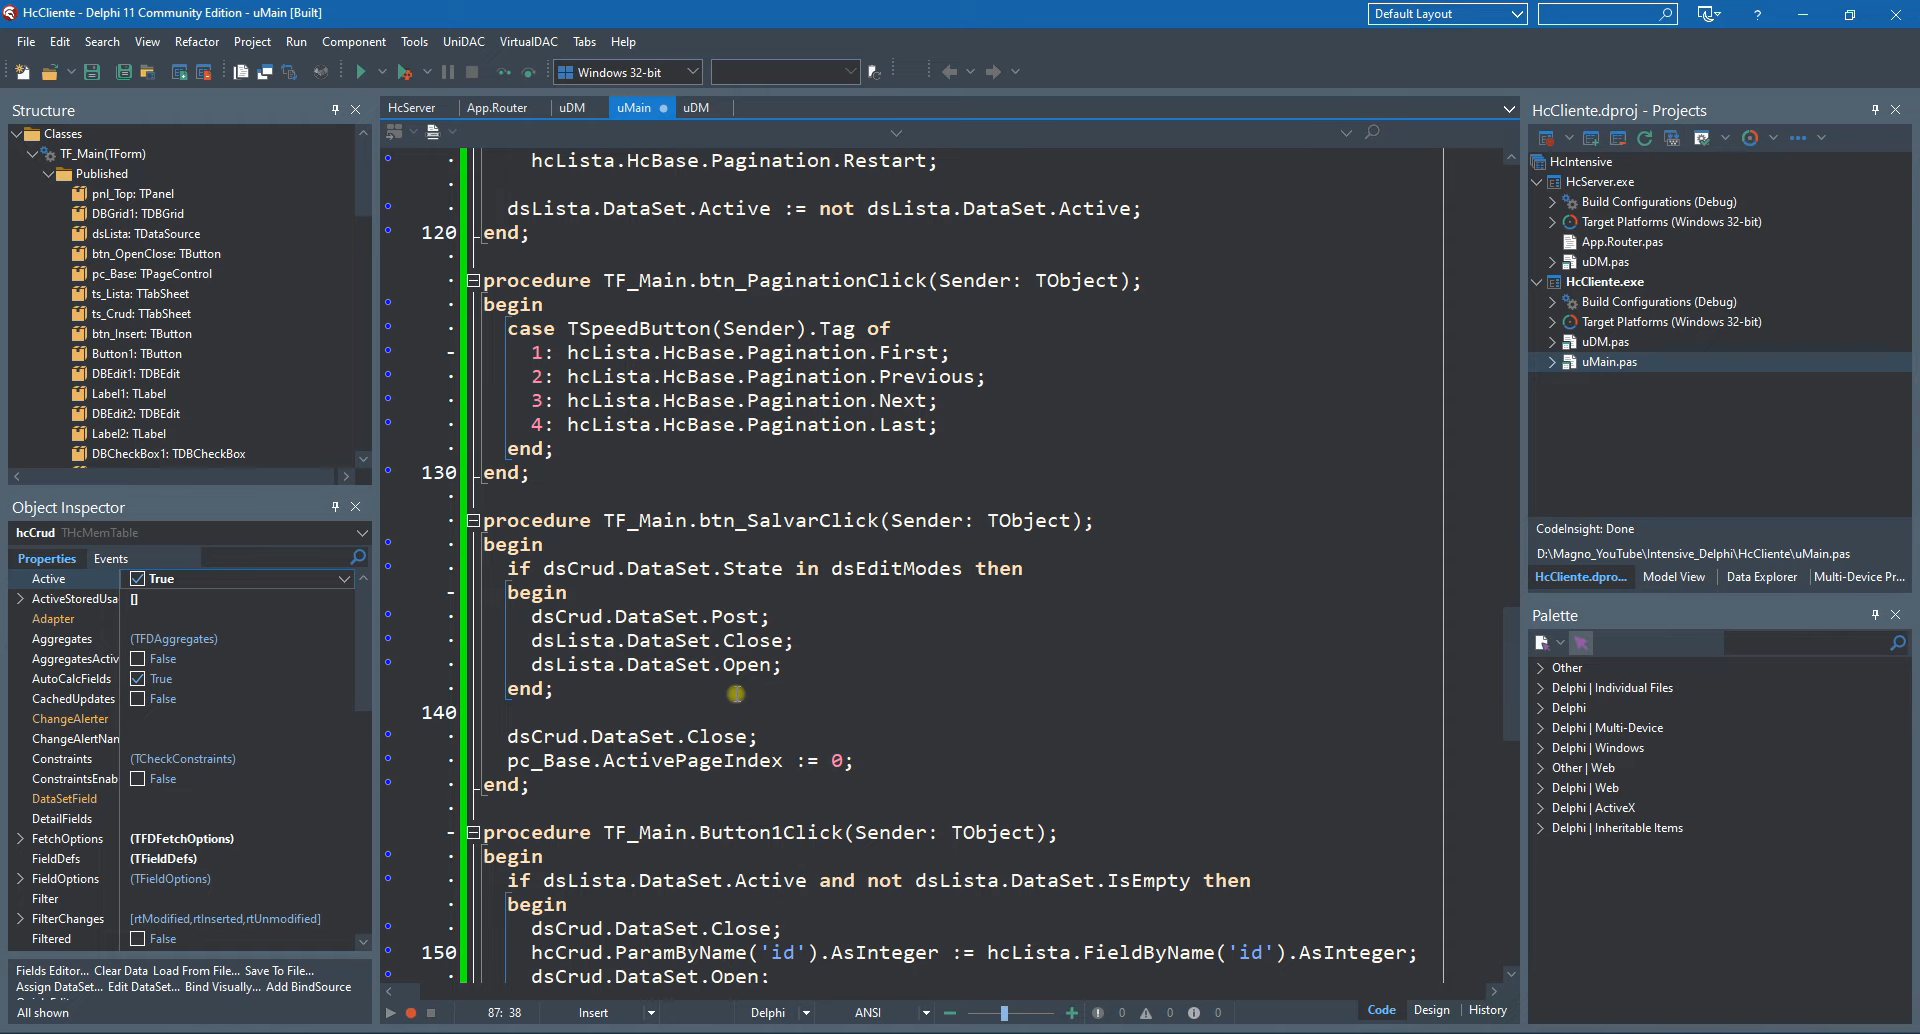 HcCliente - Delphi 11 Community Edition - uMain [Built]
Default Layout
?
File Edit Search View Refactor Project Run Component Tools UniDAC VirtualDAC Tabs Help
Windows 32-bit
Structure
Classes
TF_Main(TForm)
Published
pnl_Top: TPanel
DBGrid1: TDBGrid
dsLista: TDataSource
btn_OpenClose: TButton
pc_Base: TPageControl
ts_Lista: TTabSheet
ts_Crud: TTabSheet
btn_Insert: TButton
Button1: TButton
DBEdit1: TDBEdit
Label1: TLabel
DBEdit2: TDBEdit
Label2: TLabel
DBCheckBox1: TDBCheckBox
Object Inspector
hcCrud THcMemTable
Properties Events
Active True
ActiveStoredUsa []
Adapter
Aggregates (TFDAggregates)
AggregatesActiv False
AutoCalcFields True
CachedUpdates False
ChangeAlerter
ChangeAlertNan
Constraints (TCheckConstraints)
ConstraintsEnab False
DataSetField
DetailFields
FetchOptions (TFDFetchOptions)
FieldDefs (TFieldDefs)
FieldOptions (TFieldOptions)
Filter
FilterChanges [rtModified,rtInserted,rtUnmodified]
Filtered False
Fields Editor... Clear Data Load From File... Save To File...
Assign DataSet... Edit DataSet... Bind Visually... Add BindSource
All shown
HcServer App.Router uDM uMain uDM
hcLista.HcBase.Pagination.Restart;
dsLista.DataSet.Active := not dsLista.DataSet.Active;
120 end;
procedure TF_Main.btn_PaginationClick(Sender: TObject);
begin
case TSpeedButton(Sender).Tag of
1: hcLista.HcBase.Pagination.First;
2: hcLista.HcBase.Pagination.Previous;
3: hcLista.HcBase.Pagination.Next;
4: hcLista.HcBase.Pagination.Last;
end;
130 end;
procedure TF_Main.btn_SalvarClick(Sender: TObject);
begin
if dsCrud.DataSet.State in dsEditModes then
begin
dsCrud.DataSet.Post;
dsLista.DataSet.Close;
dsLista.DataSet.Open;
end;
140
dsCrud.DataSet.Close;
pc_Base.ActivePageIndex := 0;
end;
procedure TF_Main.Button1Click(Sender: TObject);
begin
if dsLista.DataSet.Active and not dsLista.DataSet.IsEmpty then
begin
dsCrud.DataSet.Close;
150 hcCrud.ParamByName('id').AsInteger := hcLista.FieldByName('id').AsInteger;
dsCrud.DataSet.Open;
87: 38 Insert Delphi ANSI 0 0 0 Code Design History
HcCliente.dproj - Projects
HcIntensive
HcServer.exe
Build Configurations (Debug)
Target Platforms (Windows 32-bit)
App.Router.pas
uDM.pas
HcCliente.exe
Build Configurations (Debug)
Target Platforms (Windows 32-bit)
uDM.pas
uMain.pas
CodeInsight: Done
D:\Magno_YouTube\Intensive_Delphi\HcCliente\uMain.pas
HcCliente.dpro... Model View Data Explorer Multi-Device Pr...
Palette
Other
Delphi | Individual Files
Delphi
Delphi | Multi-Device
Delphi | Windows
Other | Web
Delphi | Web
Delphi | ActiveX
Delphi | Inheritable Items